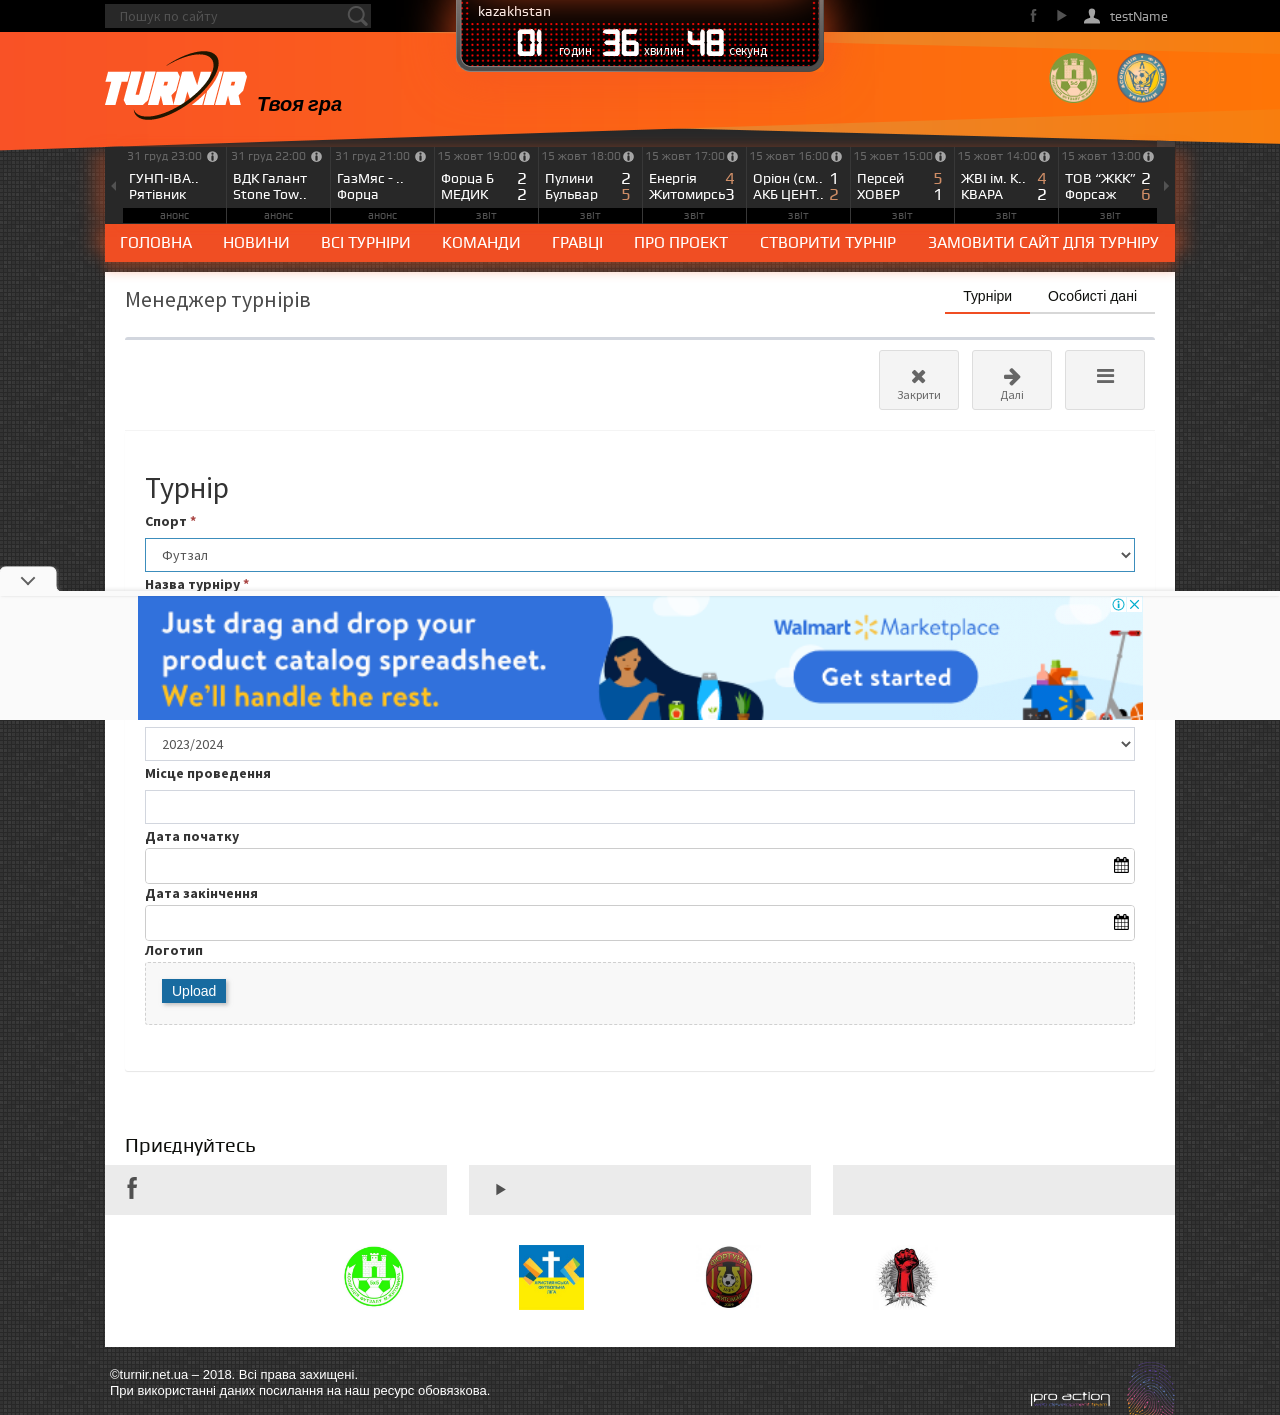 Пошук по сайту
kazakhstan
01 годин 36 хвилин 48 секунд
testName
TURNIR
Твоя гра
31 груд 23:00
ГУНП-ІВА..
Рятівник
анонс
31 груд 22:00
ВДК Галант
Stone Tow..
анонс
31 груд 21:00
ГазМяс - ..
Форца
анонс
15 жовт 19:00
Форца Б 2
МЕДИК 2
звіт
15 жовт 18:00
Пулини 2
Бульвар 5
звіт
15 жовт 17:00
Енергія 4
Житомирсь 3
звіт
15 жовт 16:00
Оріон (см.. 1
АКБ ЦЕНТ.. 2
звіт
15 жовт 15:00
Персей 5
ХОВЕР 1
звіт
15 жовт 14:00
ЖВІ ім. К.. 4
КВАРА 2
звіт
15 жовт 13:00
ТОВ “ЖКК” 2
Форсаж 6
звіт
ГОЛОВНА НОВИНИ ВСІ ТУРНІРИ КОМАНДИ ГРАВЦІ ПРО ПРОЕКТ СТВОРИТИ ТУРНІР ЗАМОВИТИ САЙТ ДЛЯ ТУРНІРУ
Менеджер турнірів
Турніри Особисті дані
Закрити Далі
Турнір
Спорт *
Футзал
Назва турніру *
Just drag and drop your
product catalog spreadsheet.
We’ll handle the rest.
Walmart Marketplace
Get started
2023/2024
Місце проведення
Дата початку
Дата закінчення
Логотип
Upload
Приєднуйтесь
©turnir.net.ua – 2018. Всі права захищені.
При використанні даних посилання на наш ресурс обовязкова.
pro action